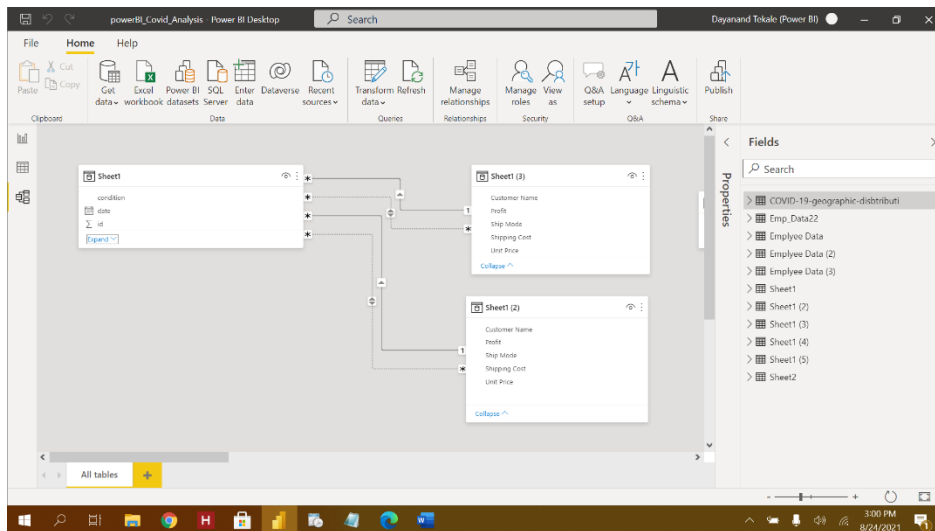 powerBI_Covid_Analysis - Power BI Desktop
Search
Dayanand Tekale (Power BI)
File Home Help
Paste
Cut
Copy
Get data
Excel workbook
Power BI datasets
SQL Server
Enter data
Dataverse
Recent sources
Transform data
Refresh
Manage relationships
Manage roles
View as
Q&A setup
Language
Linguistic schema
Publish
Clipboard
Data
Queries
Relationships
Security
Q&A
Share
Sheet1
condition
date
Σ id
Expand
*
*
*
*
Sheet1 (3)
Customer Name
Profit
Ship Mode
Shipping Cost
Unit Price
Collapse
1
*
Sheet1 (2)
Customer Name
Profit
Ship Mode
Shipping Cost
Unit Price
Collapse
1
*
Properties
Fields
Search
COVID-19-geographic-disbtributi
Emp_Data22
Emplyee Data
Emplyee Data (2)
Emplyee Data (3)
Sheet1
Sheet1 (2)
Sheet1 (3)
Sheet1 (4)
Sheet1 (5)
Sheet2
All tables
+
- +
H
3:00 PM
8/24/2021